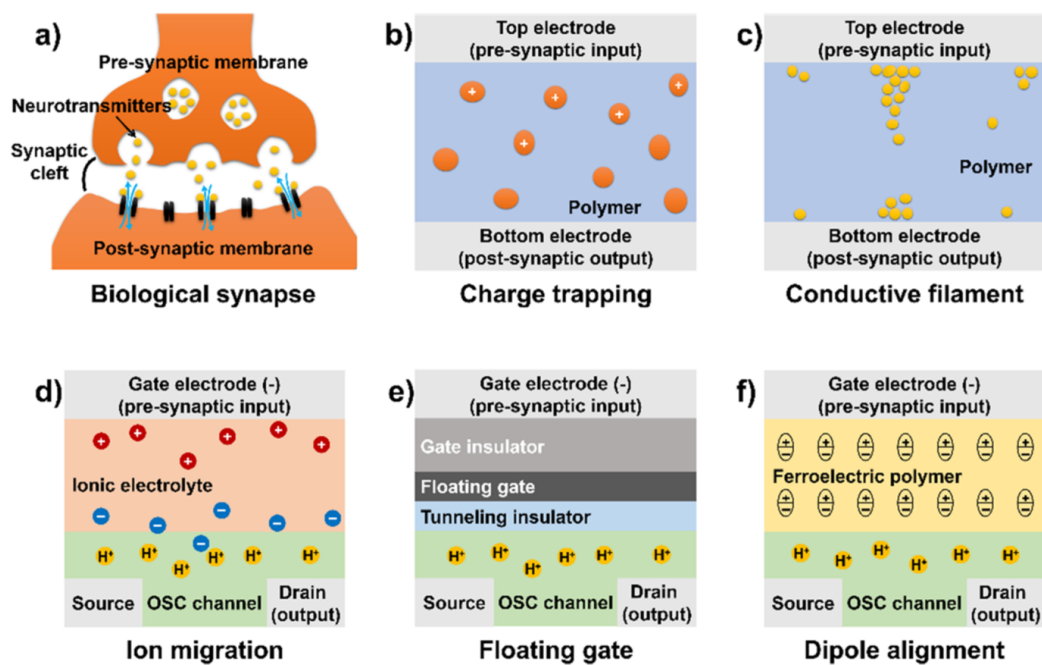 a)
Pre-synaptic membrane
Neurotransmitters
Synaptic
cleft
Post-synaptic membrane
Biological synapse
b)
Top electrode
(pre-synaptic input)
+
+
+
+
+
Polymer
Bottom electrode
(post-synaptic output)
Charge trapping
c)
Top electrode
(pre-synaptic input)
Polymer
Bottom electrode
(post-synaptic output)
Conductive filament
d)
Gate electrode (-)
(pre-synaptic input)
+ + + + + +
Ionic electrolyte
− − − − − −
H⁺ H⁺ H⁺ H⁺ H⁺ H⁺
Source
OSC channel
Drain
(output)
Ion migration
e)
Gate electrode (-)
(pre-synaptic input)
Gate insulator
Floating gate
Tunneling insulator
H⁺ H⁺ H⁺ H⁺ H⁺ H⁺
Source
OSC channel
Drain
(output)
Floating gate
f)
Gate electrode (-)
(pre-synaptic input)
+ + + + + + +
− − − − − − −
Ferroelectric polymer
+ + + + + + +
− − − − − − −
H⁺ H⁺ H⁺ H⁺ H⁺ H⁺
Source
OSC channel
Drain
(output)
Dipole alignment